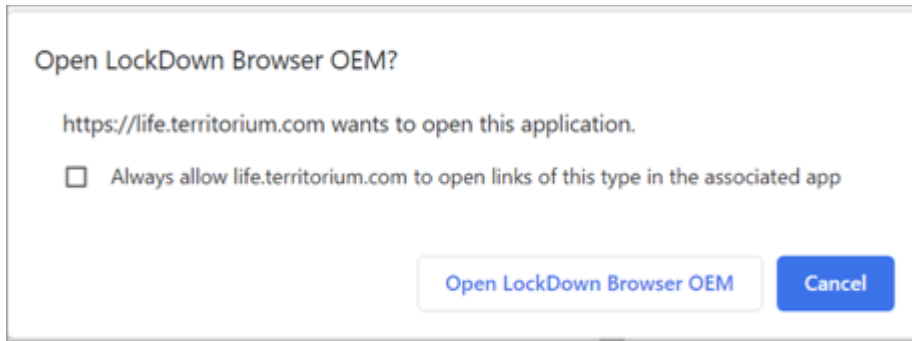 Open LockDown Browser OEM?
https://life.territorium.com wants to open this application.
Always allow life.territorium.com to open links of this type in the associated app
Open LockDown Browser OEM
Cancel